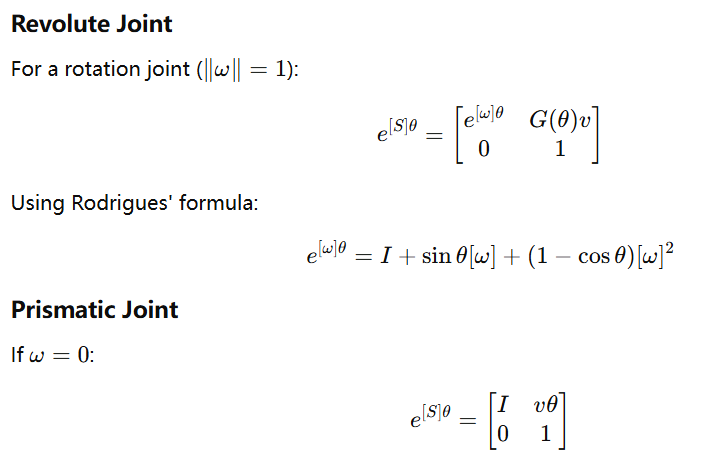 Revolute Joint
For a rotation joint (‖ω‖ = 1):
$e^{[S]\theta} = \begin{bmatrix} e^{[\omega]\theta} & G(\theta)v \\ 0 & 1 \end{bmatrix}$
Using Rodrigues' formula:
$e^{[\omega]\theta} = I + \sin\theta[\omega] + (1 - \cos\theta)[\omega]^2$
Prismatic Joint
If ω = 0:
$e^{[S]\theta} = \begin{bmatrix} I & v\theta \\ 0 & 1 \end{bmatrix}$